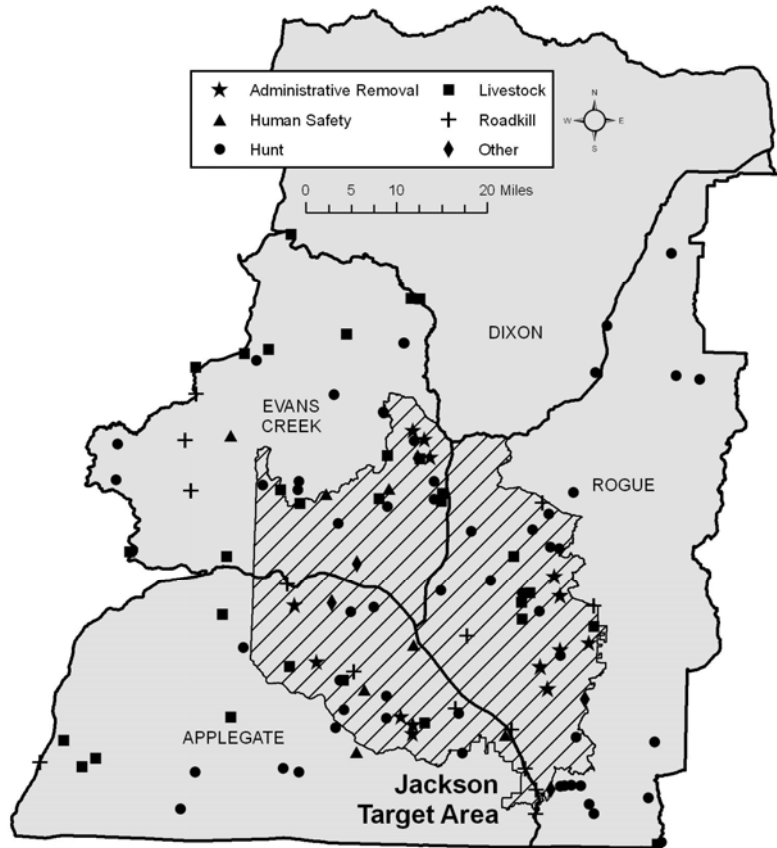 Administrative Removal
Livestock
Human Safety
Roadkill
Hunt
Other
N
W E
S
0 5 10 20 Miles
DIXON
EVANS
CREEK
ROGUE
APPLEGATE
Jackson
Target Area